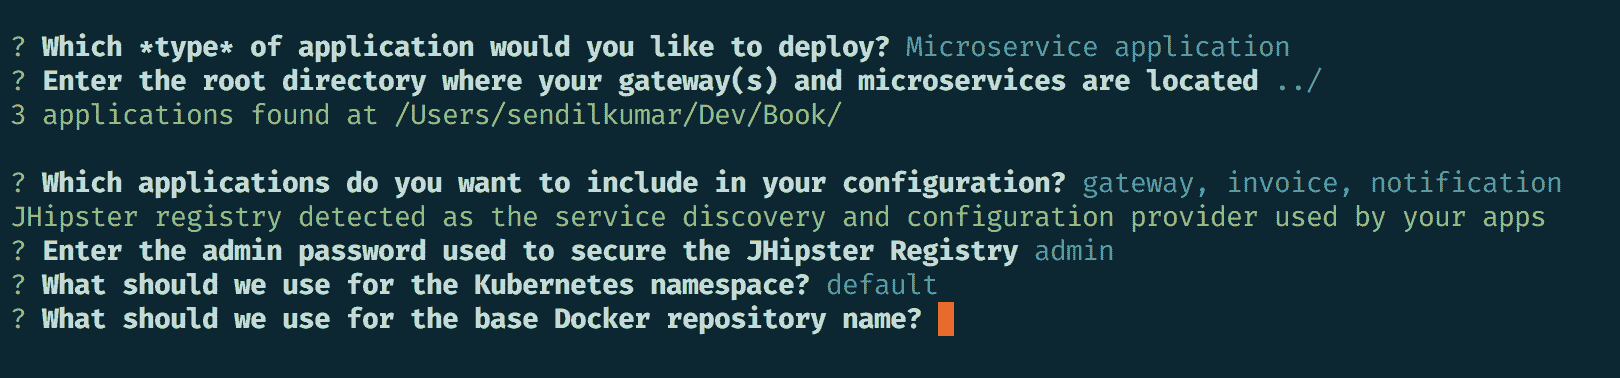 ? Which *type* of application would you like to deploy? Microservice application
? Enter the root directory where your gateway(s) and microservices are located ../
3 applications found at /Users/sendilkumar/Dev/Book/
? Which applications do you want to include in your configuration? gateway, invoice, notification
JHipster registry detected as the service discovery and configuration provider used by your apps
? Enter the admin password used to secure the JHipster Registry admin
? What should we use for the Kubernetes namespace? default
? What should we use for the base Docker repository name?